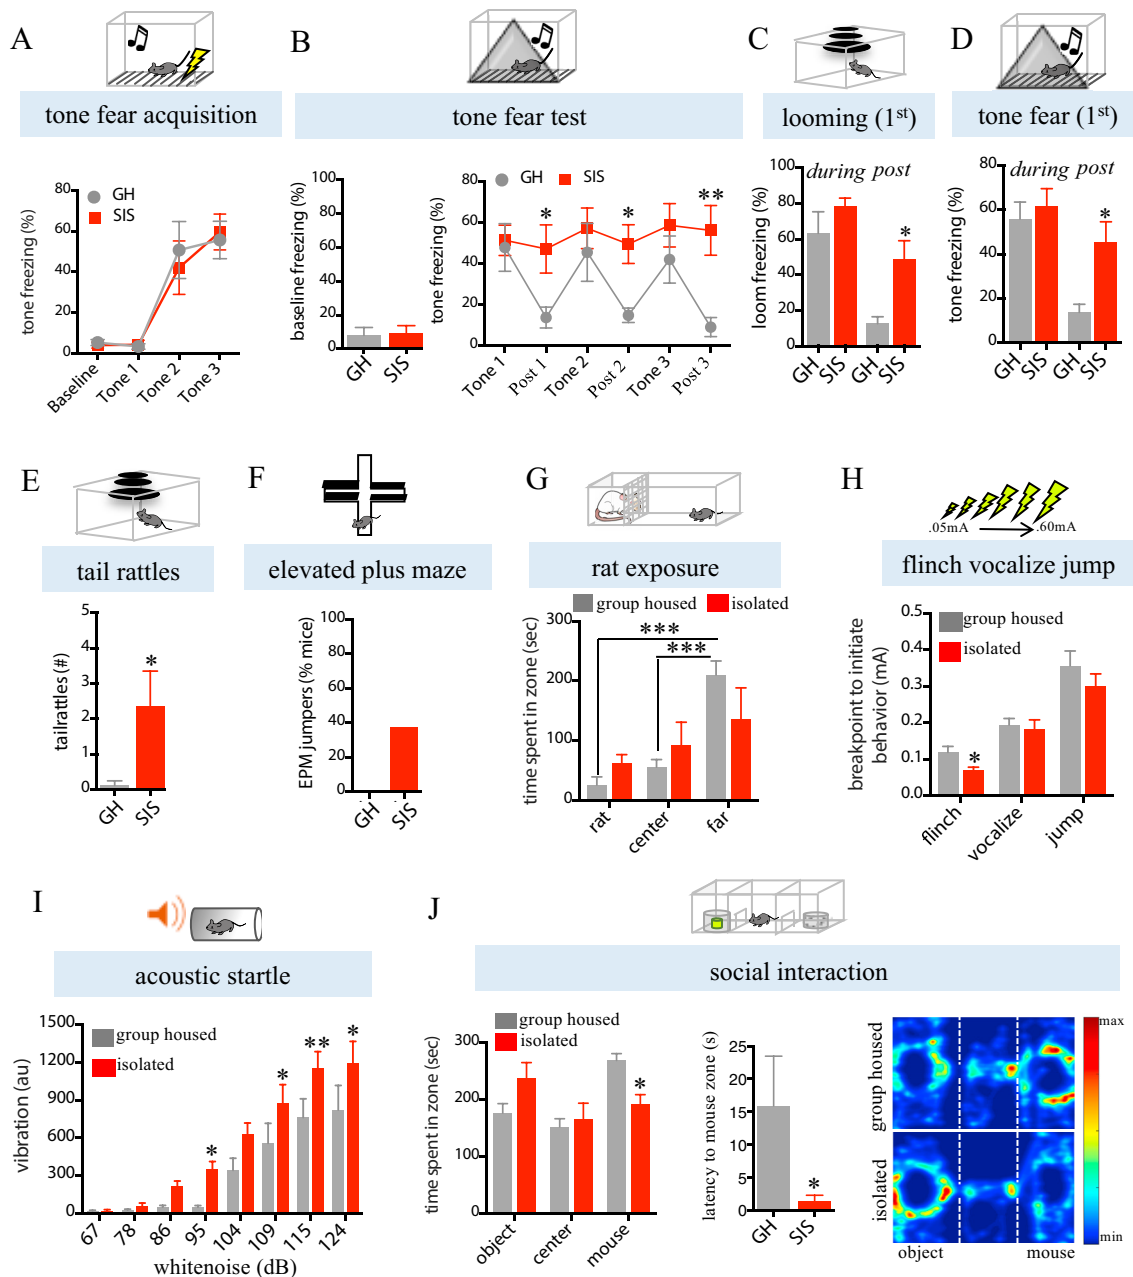 A
tone fear acquisition
tone freezing (%)
80
60
40
20
0
GH
SIS
Baseline
Tone 1
Tone 2
Tone 3
B
tone fear test
baseline freezing (%)
100
80
60
40
20
0
GH
SIS
tone freezing (%)
80
60
40
20
0
GH
SIS
*
*
**
Tone 1
Post 1
Tone 2
Post 2
Tone 3
Post 3
C
looming (1st)
during post
loom freezing (%)
100
80
60
40
20
0
*
GH
SIS
GH
SIS
D
tone fear (1st)
during post
tone freezing (%)
80
60
40
20
0
*
GH
SIS
GH
SIS
E
tail rattles
tailrattles (#)
5
4
3
2
1
0
*
GH
SIS
F
elevated plus maze
EPM jumpers (% mice)
100
80
60
40
20
0
GH
SIS
G
rat exposure
group housed
isolated
time spent in zone (sec)
300
200
100
0
***
***
rat
center
far
H
.05mA
.60mA
flinch vocalize jump
breakpoint to initiate
behavior (mA)
0.5
0.4
0.3
0.2
0.1
0.0
group housed
isolated
*
flinch
vocalize
jump
I
acoustic startle
vibration (au)
1500
1200
900
600
300
0
group housed
isolated
*
*
**
*
67
78
86
95
104
109
115
124
whitenoise (dB)
J
social interaction
time spent in zone (sec)
300
200
100
0
group housed
isolated
*
object
center
mouse
latency to mouse zone (s)
25
20
15
10
5
0
*
GH
SIS
group housed
isolated
object
mouse
max
min